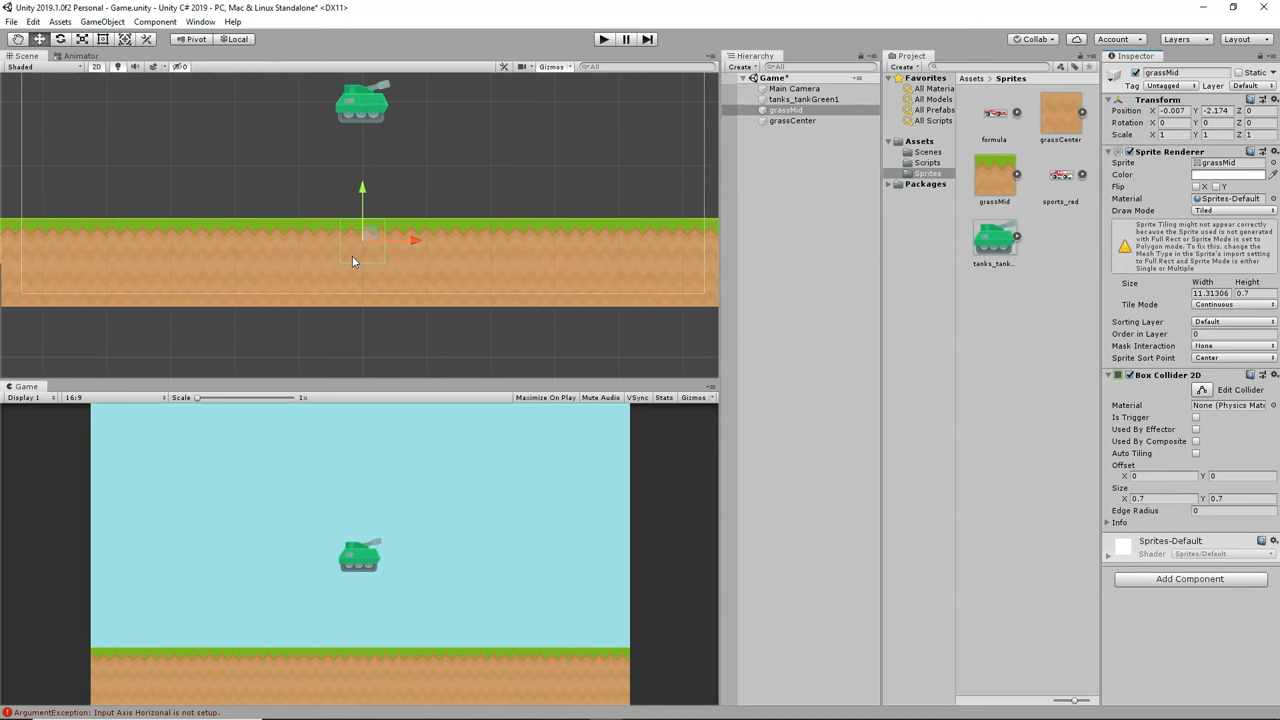 Unity 2019.1.0f2 Personal - Game.unity - Unity C# 2019 - PC, Mac & Linux Standalone* <DX11>
File Edit Assets GameObject Component Window Help
Pivot Local Collab Account Layers Layout
Scene Animator
Shaded 2D 0 Gizmos All
Game
Display 1 16:9 Scale 1x Maximize On Play Mute Audio VSync Stats Gizmos
ArgumentException: Input Axis Horizonal is not setup.
Hierarchy
Create All
Game*
Main Camera
tanks_tankGreen1
grassMid
grassCenter
Project
Create
Favorites
All Materia
All Models
All Prefabs
All Scripts
Assets
Scenes
Scripts
Sprites
Packages
Assets Sprites
formula grassCenter
grassMid sports_red
tanks_tank..
Inspector
grassMid Static
Tag Untagged Layer Default
Transform
Position X -0.007 Y -2.174 Z 0
Rotation X 0 Y 0 Z 0
Scale X 1 Y 1 Z 1
Sprite Renderer
Sprite grassMid
Color
Flip X Y
Material Sprites-Default
Draw Mode Tiled
Sprite Tiling might not appear
correctly because the Sprite used is not generated
with Full Rect or Sprite Mode is set to
Polygon mode. To fix this, change the
Mesh Type in the Sprite's import setting
to Full Rect and Sprite Mode is either
Single or Multiple
Size Width Height
11.31306 0.7
Tile Mode Continuous
Sorting Layer Default
Order in Layer 0
Mask Interaction None
Sprite Sort Point Center
Box Collider 2D
Edit Collider
Material None (Physics Mate
Is Trigger
Used By Effector
Used By Composite
Auto Tiling
Offset
X 0 Y 0
Size
X 0.7 Y 0.7
Edge Radius 0
Info
Sprites-Default
Shader Sprites/Default
Add Component